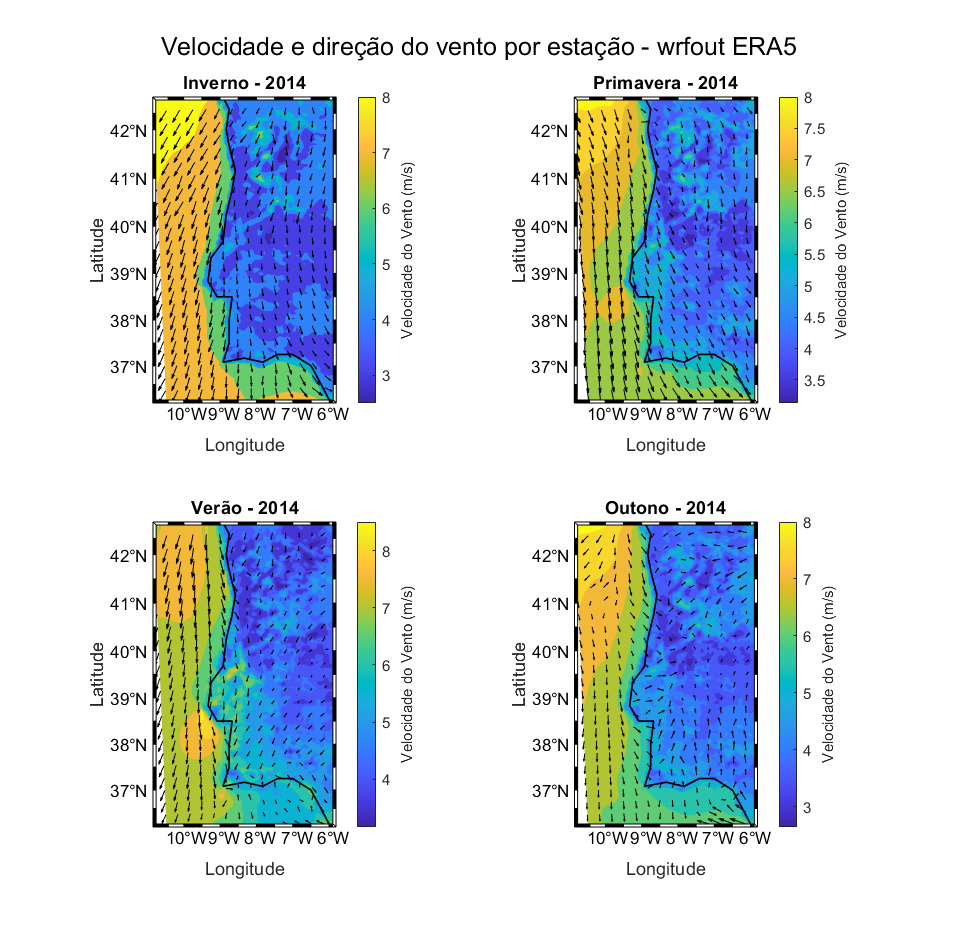 Velocidade e direção do vento por estação - wrfout ERA5
Inverno - 2014
42°N
41°N
40°N
39°N
38°N
37°N
Latitude
10°W 9°W 8°W 7°W 6°W
Longitude
8
7
6
5
4
3
Velocidade do Vento (m/s)
Primavera - 2014
42°N
41°N
40°N
39°N
38°N
37°N
Latitude
10°W 9°W 8°W 7°W 6°W
Longitude
8
7.5
7
6.5
6
5.5
5
4.5
4
3.5
Velocidade do Vento (m/s)
Verão - 2014
42°N
41°N
40°N
39°N
38°N
37°N
Latitude
10°W 9°W 8°W 7°W 6°W
Longitude
8
7
6
5
4
Velocidade do Vento (m/s)
Outono - 2014
42°N
41°N
40°N
39°N
38°N
37°N
Latitude
10°W 9°W 8°W 7°W 6°W
Longitude
8
7
6
5
4
3
Velocidade do Vento (m/s)